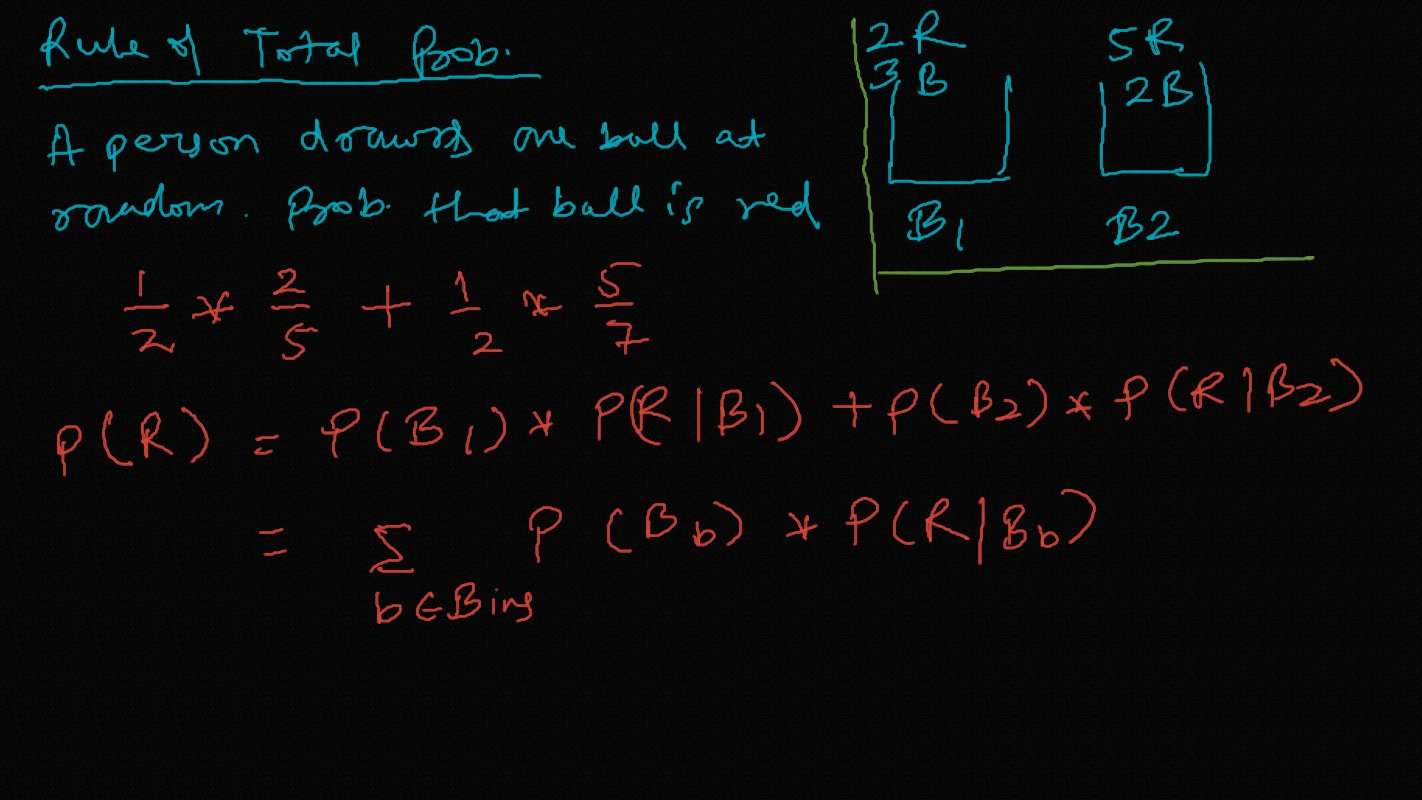 Rule of Total Prob.
A person draws one ball at
random. Prob. that ball is red
2R
3B
B1
5R
2B
B2
1/2 * 2/5 + 1/2 * 5/7
P(R) = P(B1) * P(R|B1) + P(B2) * P(R|B2)
= Σ P(Bb) * P(R|Bb)
b ∈ Bins